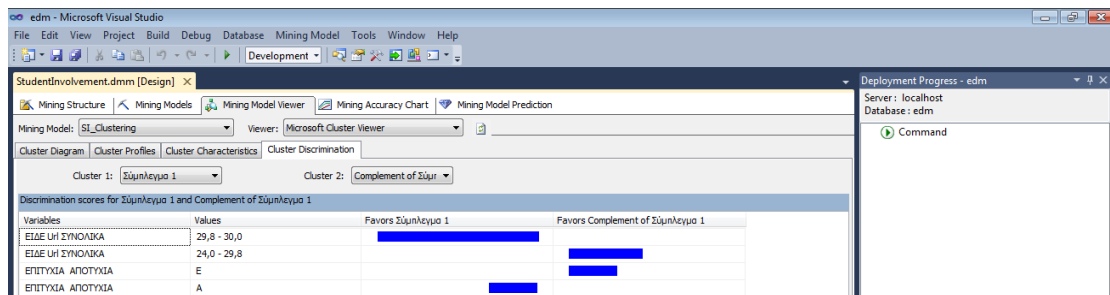 edm - Microsoft Visual Studio
File Edit View Project Build Debug Database Mining Model Tools Window Help
Development
StudentInvolvement.dmm [Design]
Deployment Progress - edm
Mining Structure Mining Models Mining Model Viewer Mining Accuracy Chart Mining Model Prediction
Server : localhost
Database : edm
Command
Mining Model: SI_Clustering Viewer: Microsoft Cluster Viewer
Cluster Diagram Cluster Profiles Cluster Characteristics Cluster Discrimination
Cluster 1: Σύμπλεγμα 1 Cluster 2: Complement of Σύμι
Discrimination scores for Σύμπλεγμα 1 and Complement of Σύμπλεγμα 1
Variables Values Favors Σύμπλεγμα 1 Favors Complement of Σύμπλεγμα 1
ΕΙΔΕ Url ΣΥΝΟΛΙΚΑ 29,8 - 30,0
ΕΙΔΕ Url ΣΥΝΟΛΙΚΑ 24,0 - 29,8
ΕΠΙΤΥΧΙΑ ΑΠΟΤΥΧΙΑ Ε
ΕΠΙΤΥΧΙΑ ΑΠΟΤΥΧΙΑ Α